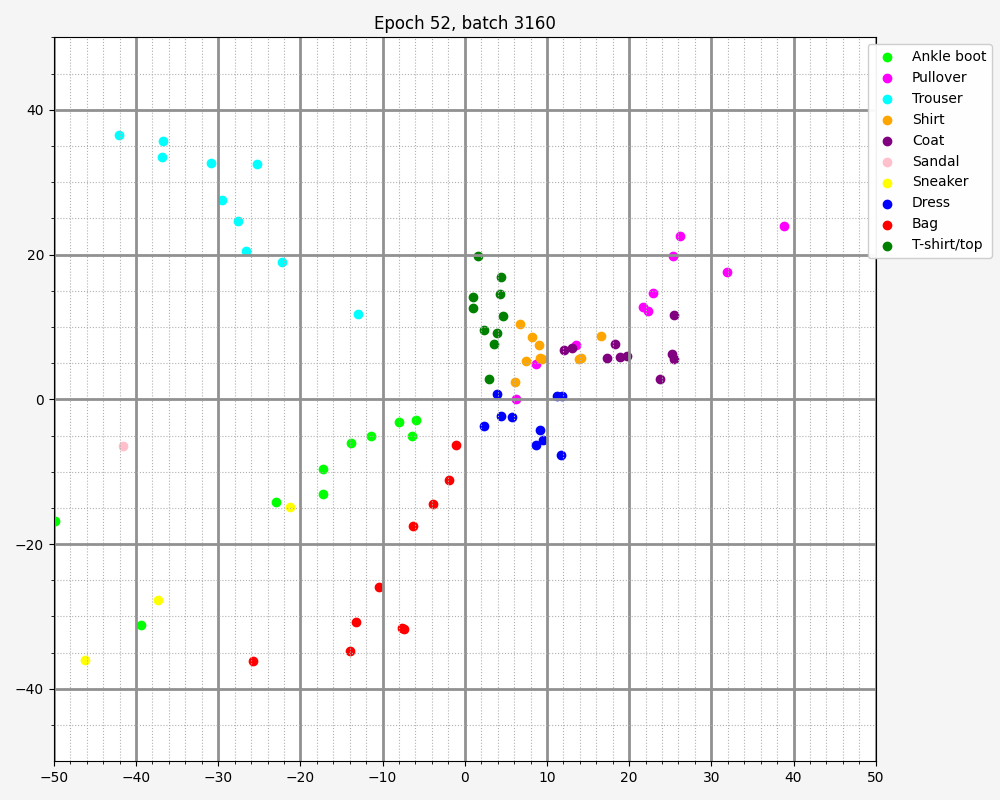 Epoch 52, batch 3160
Ankle boot
Pullover
Trouser
Shirt
Coat
Sandal
Sneaker
Dress
Bag
T-shirt/top
40
20
0
−20
−40
−50 −40 −30 −20 −10 0 10 20 30 40 50